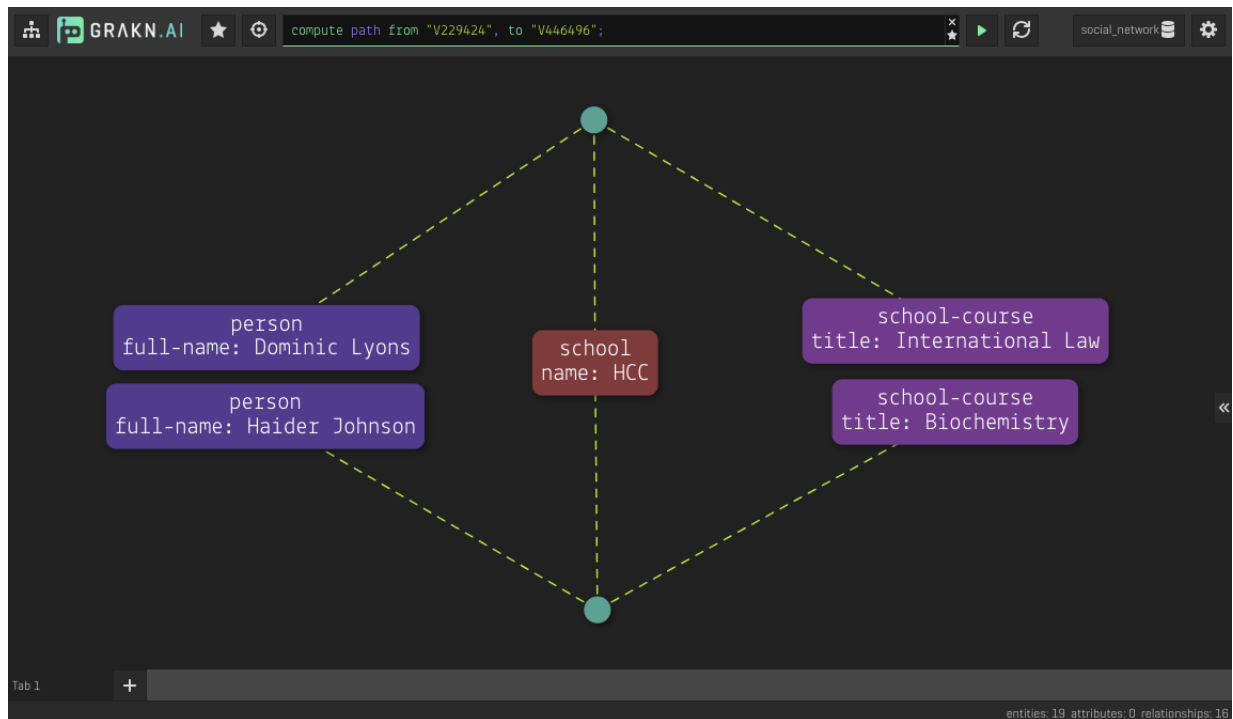 GRAKN.AI
compute path from "V229424", to "V446496";
social_network
person
full-name: Dominic Lyons
person
full-name: Haider Johnson
school
name: HCC
school-course
title: International Law
school-course
title: Biochemistry
Tab 1
entities: 19 attributes: 0 relationships: 16